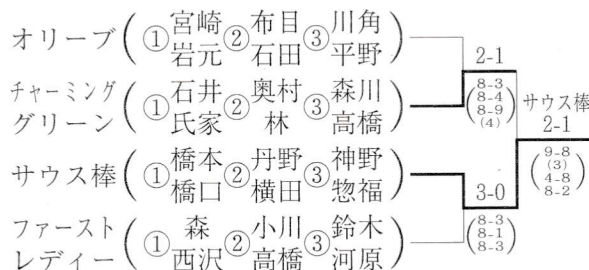 オリーブ（①宮崎 岩元 ②布目 石田 ③川角 平野）
チャーミング グリーン（①石井 氏家 ②奥村 林 ③森川 高橋）
サウス棒（①橋本 橋口 ②丹野 横田 ③神野 惣福）
ファースト レディー（①森 西沢 ②小川 高橋 ③鈴木 河原）
2-1
(8-3
8-4
8-9
(4))
3-0
(8-3
8-1
8-3)
サウス棒
2-1
(9-8
(3)
4-8
8-2)